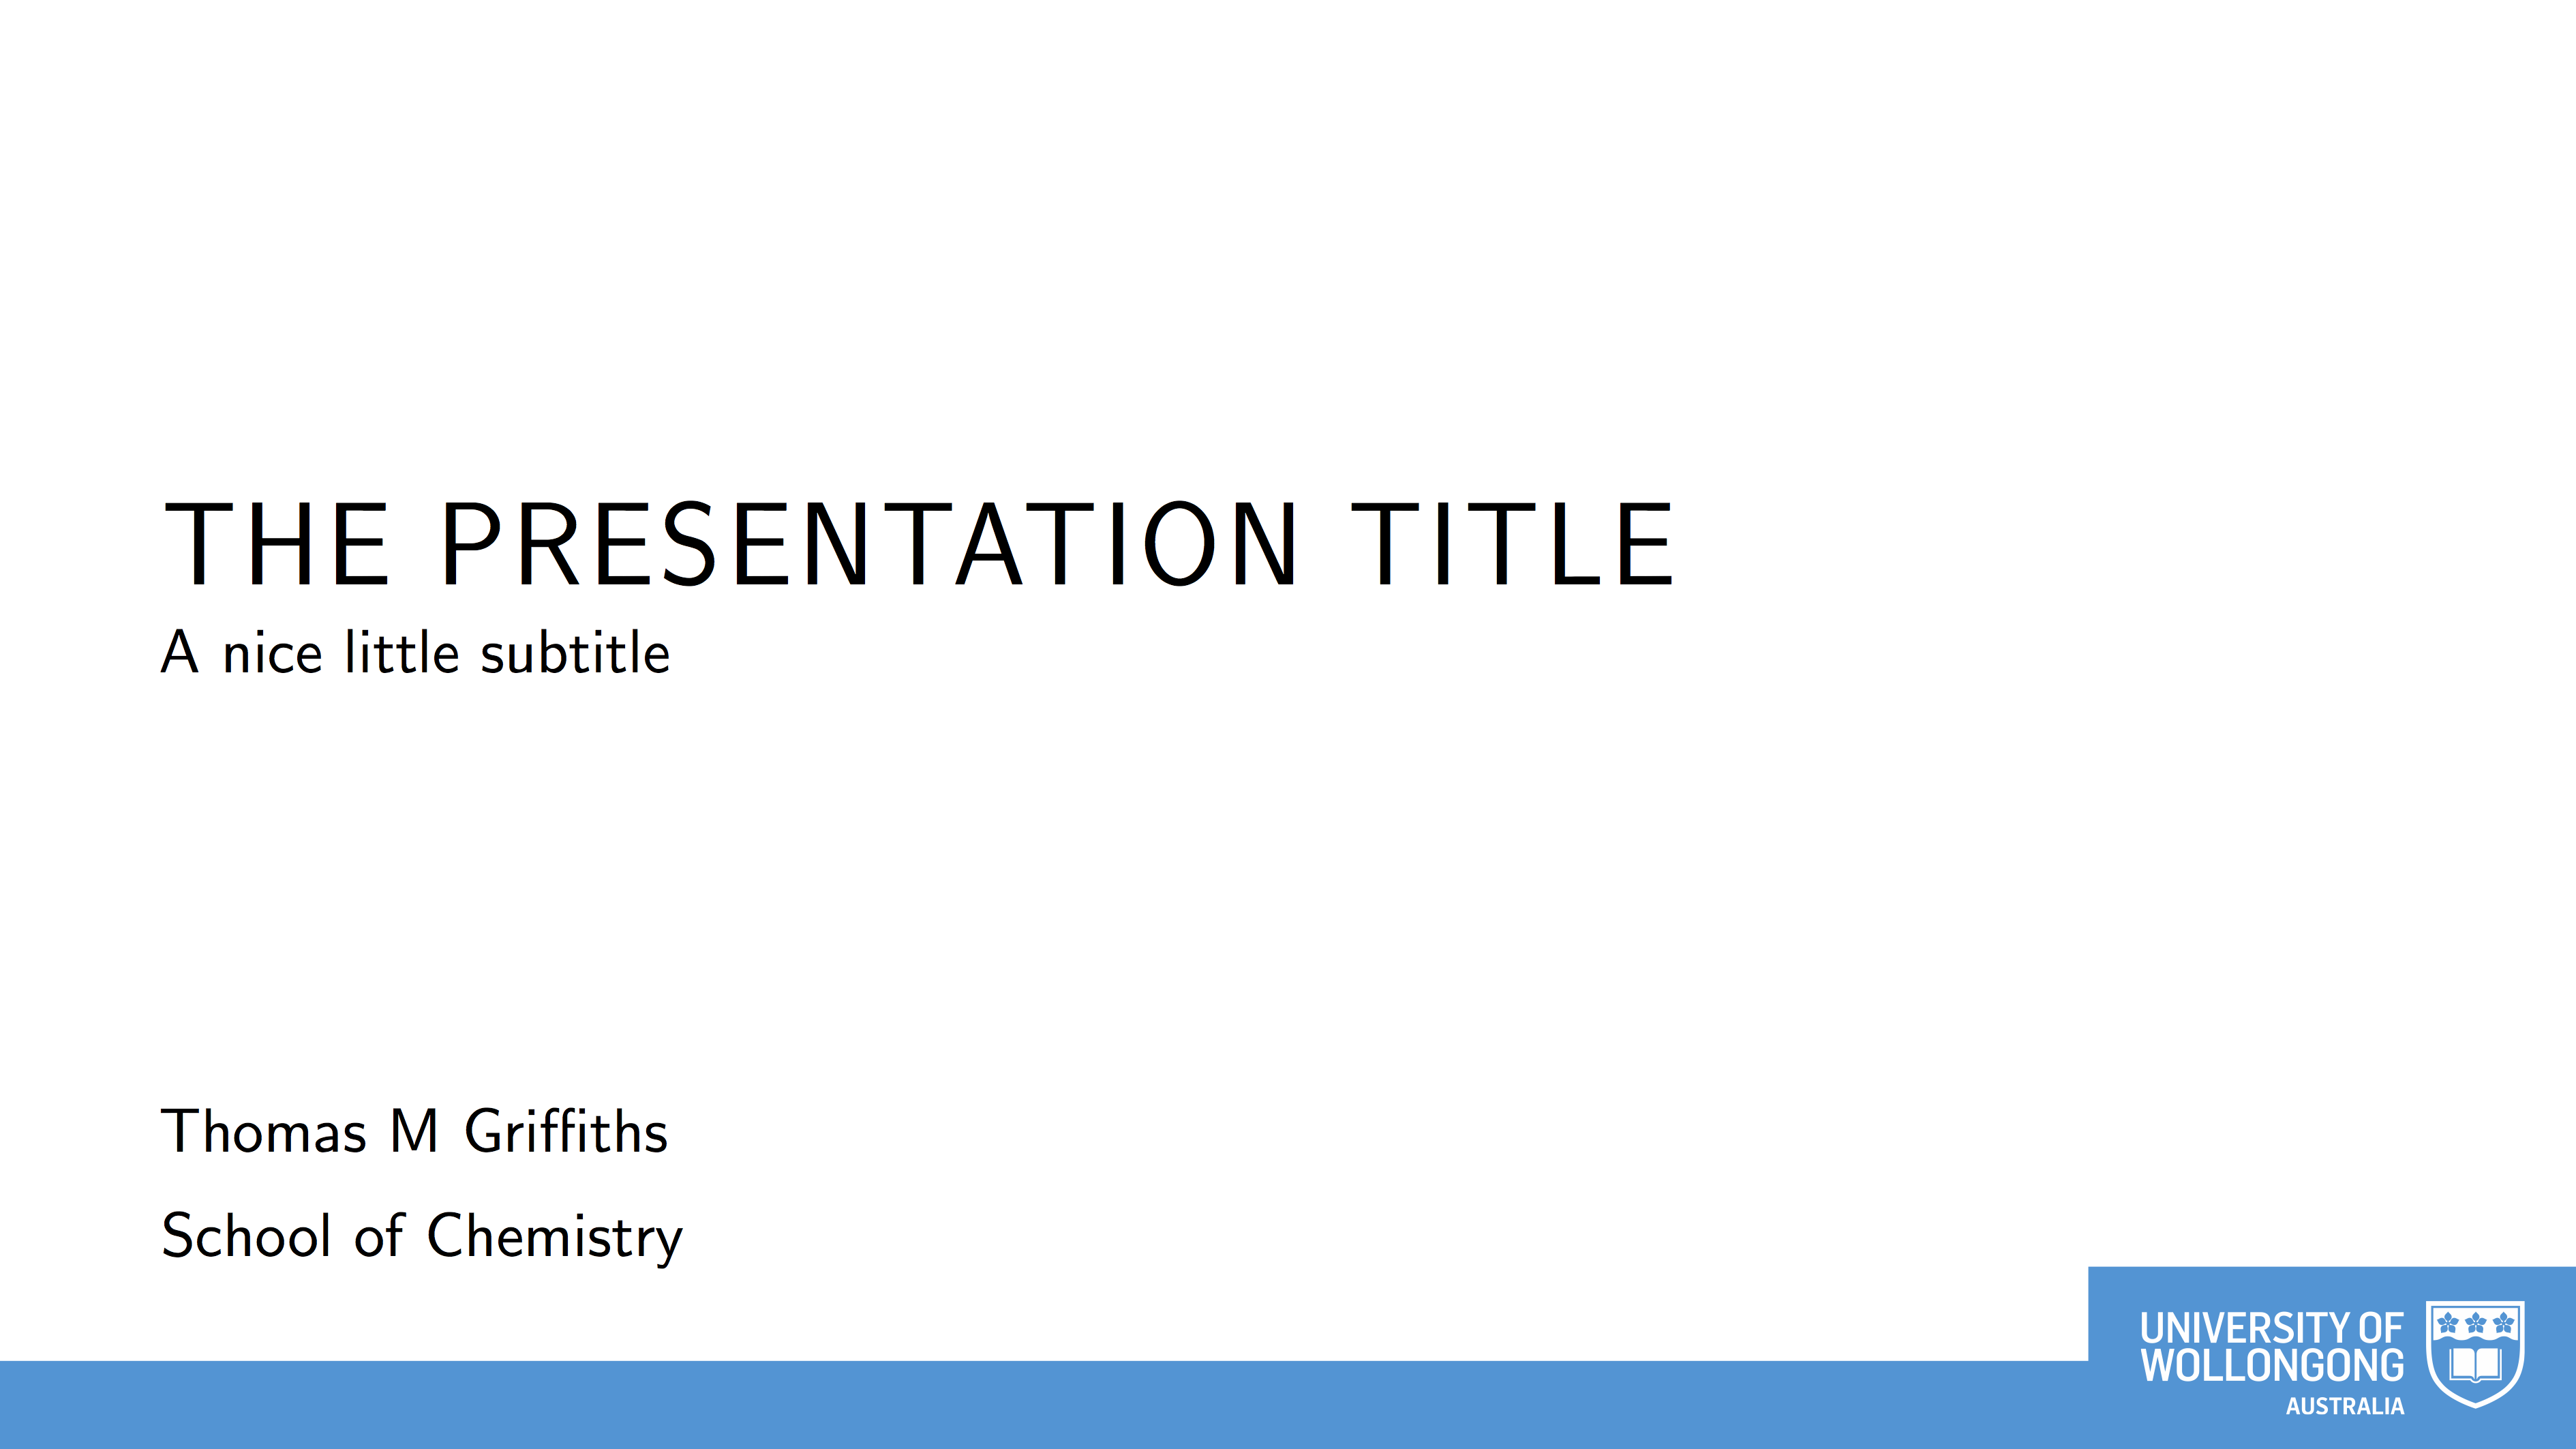 THE PRESENTATION TITLE
A nice little subtitle
Thomas M Griffiths
School of Chemistry
UNIVERSITY OF
WOLLONGONG
AUSTRALIA